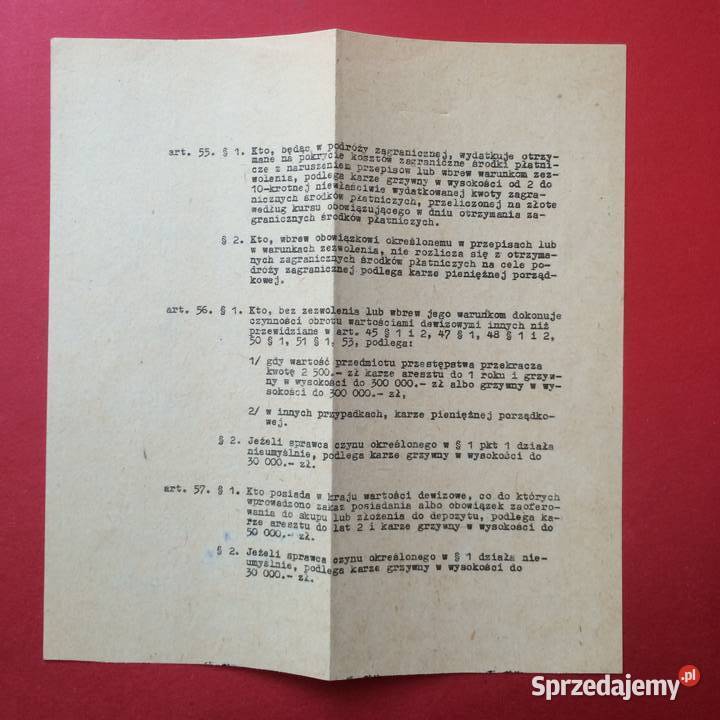 art. 55. § 1. Kto, będąc w podróży zagranicznej, wydatkuje otrzy-
mane na pokrycie kosztów zagraniczne środki płatni-
cze z naruszeniem przepisów lub wbrew warunkom zez-
wolenia, podlega karze grzywny w wysokości od 2 do
10-krotnej niewłaściwie wydatkowanej kwoty zagra-
nicznych środków płatniczych, przeliczonej na złote
według kursu obowiązującego w dniu otrzymania za-
granicznych środków płatniczych.
§ 2. Kto, wbrew obowiązkowi określonemu w przepisach lub
w warunkach zezwolenia, nie rozlicza się z otrzyma-
nych zagranicznych środków płatniczych na cele po-
dróży zagranicznej podlega karze pieniężnej porząd-
kowej.
art. 56. § 1. Kto, bez zezwolenia lub wbrew jego warunkom dokonuje
czynności obrotu wartościami dewizowymi innych niż
przewidziane w art. 45 § 1 i 2, 47 § 1, 48 § 1 i 2,
50 § 1, 51 § 1, 53, podlega:
1/ gdy wartość przedmiotu przestępstwa przekracza
kwotę 2 500.- zł karze aresztu do 1 roku i grzyw-
ny w wysokości do 300 000.- zł albo grzywny w wy-
sokości do 300 000.- zł,
2/ w innych przypadkach, karze pieniężnej porządko-
wej.
§ 2. Jeżeli sprawca czynu określonego w § 1 pkt 1 działa
nieumyślnie, podlega karze grzywny w wysokości do
30 000.- zł.
art. 57. § 1. Kto posiada w kraju wartości dewizowe, co do których
wprowadzono zakaz posiadania albo obowiązek zaofero-
wania do skupu lub złożenia do depozytu, podlega ka-
rze aresztu do lat 2 i karze grzywny w wysokości do
50 000.- zł.
§ 2. Jeżeli sprawca czynu określonego w § 1 działa nie-
umyślnie, podlega karze grzywny w wysokości do
30 000.- zł.
Sprzedajemy.pl